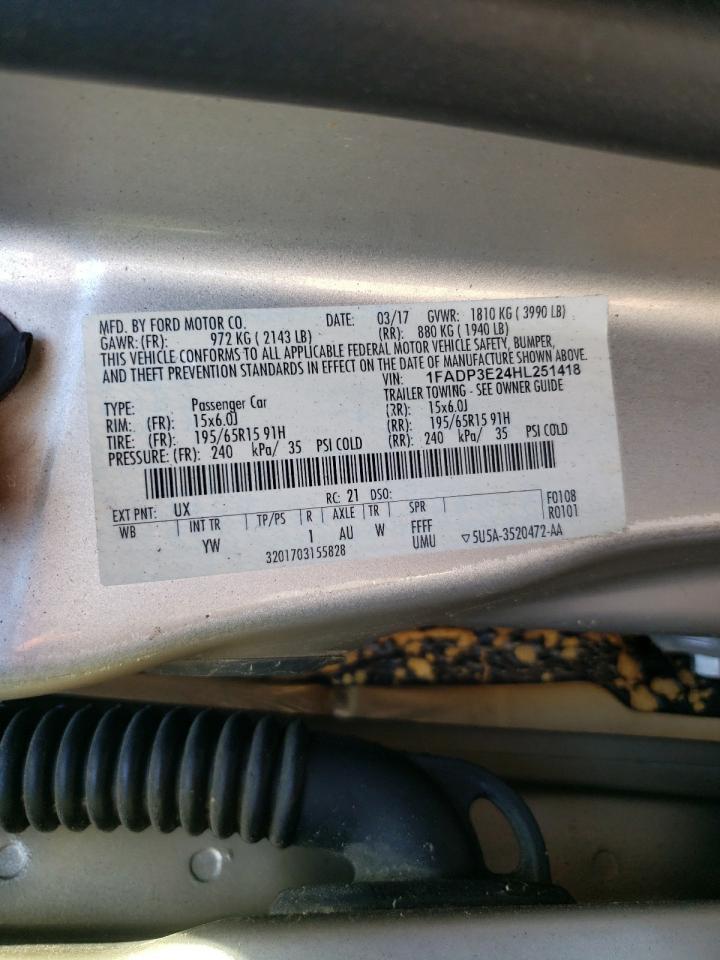 MFD. BY FORD MOTOR CO. DATE: 03/17 GVWR: 1810 KG ( 3990 LB)
GAWR: (FR): 972 KG ( 2143 LB) (RR): 880 KG ( 1940 LB)
THIS VEHICLE CONFORMS TO ALL APPLICABLE FEDERAL MOTOR VEHICLE SAFETY, BUMPER,
AND THEFT PREVENTION STANDARDS IN EFFECT ON THE DATE OF MANUFACTURE SHOWN ABOVE.
VIN: 1FADP3E24HL251418
TRAILER TOWING - SEE OWNER GUIDE
TYPE: Passenger Car
RIM: (FR): 15x6.0J (RR): 15x6.0J
TIRE: (FR): 195/65R15 91H (RR): 195/65R15 91H
PRESSURE: (FR): 240 kPa/ 35 PSI COLD (RR): 240 kPa/ 35 PSI COLD
EXT PNT: UX RC: 21 DSO: F0108
WB INT TR TP/PS R AXLE TR SPR R0101
YW 1 AU W FFFF
UMU
3201703155828 ▽5U5A-3520472-AA